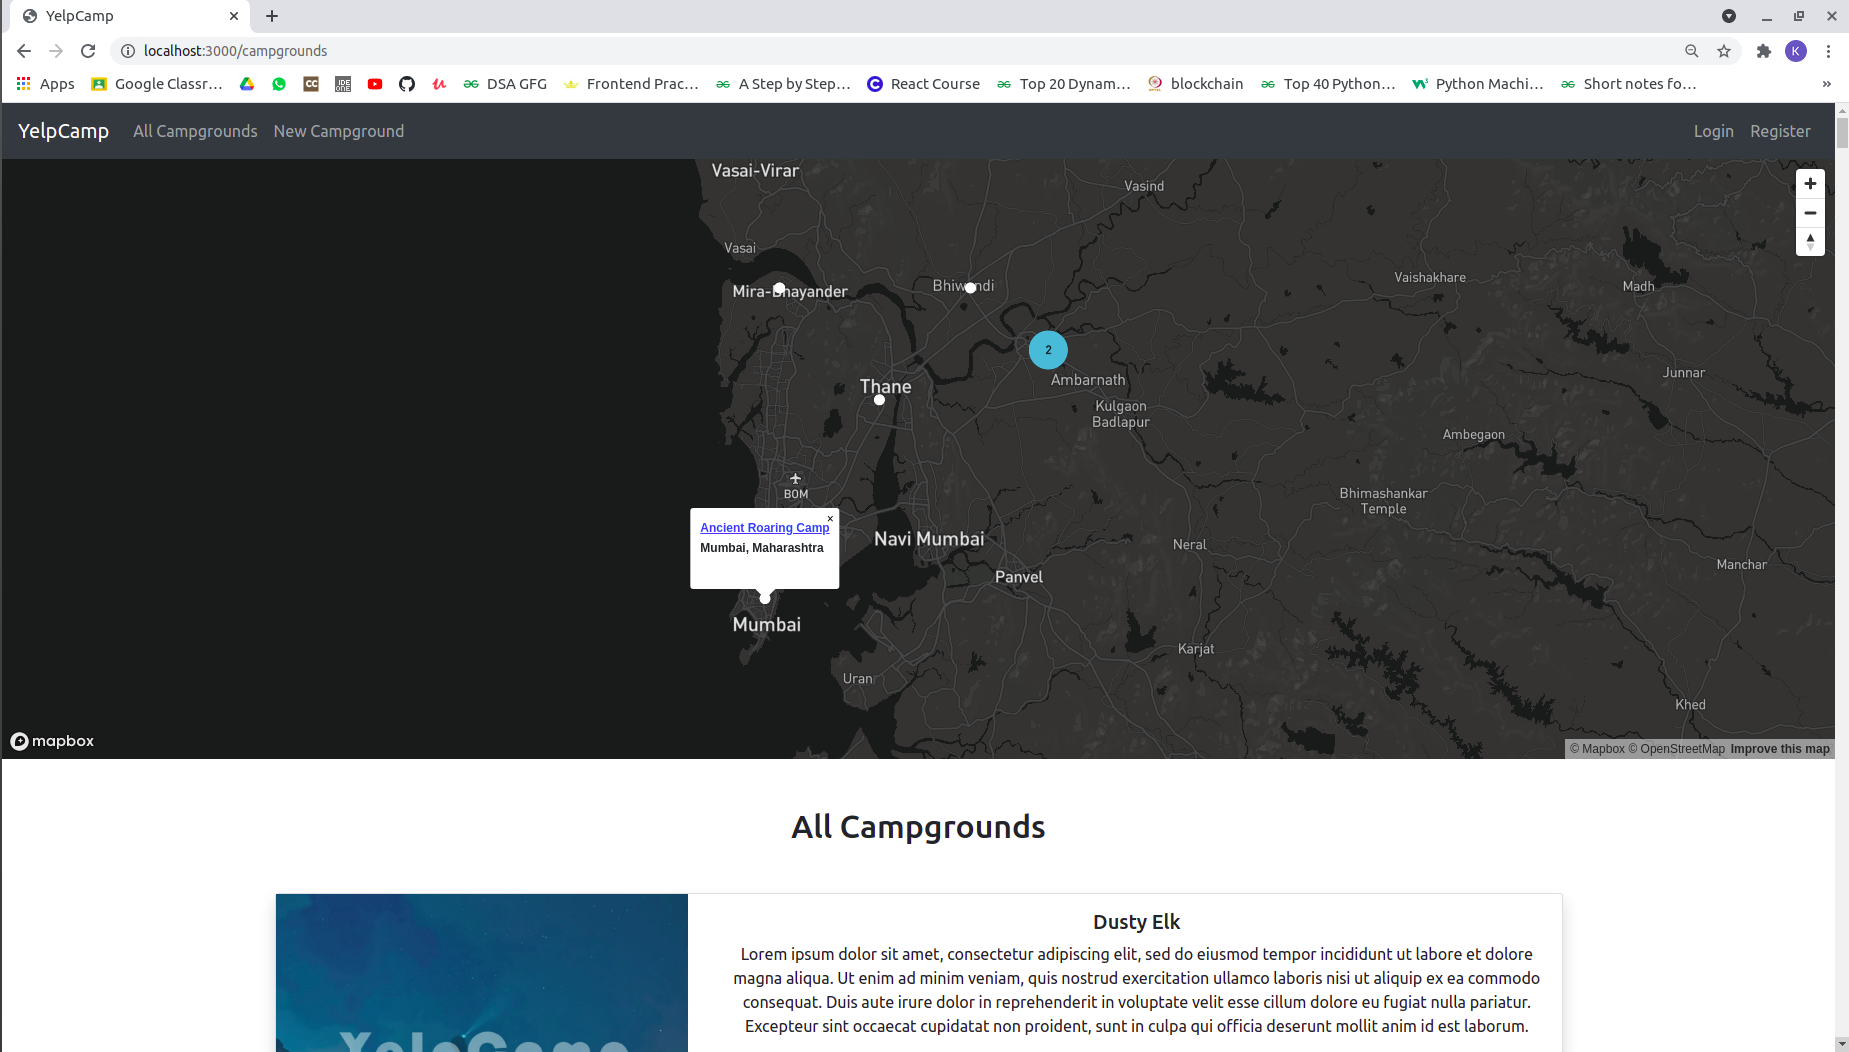 YelpCamp
localhost:3000/campgrounds
K
Apps Google Classr... CC IDE ONE DSA GFG Frontend Prac... A Step by Step... React Course Top 20 Dynam... blockchain Top 40 Python... Python Machi... Short notes fo... »
YelpCamp All Campgrounds New Campground Login Register
Vasai-Virar
Vasind
Vasai
Vaishakhare
Bhiwandi
Madh
Mira-Bhayander
2
Junnar
Ambarnath
Thane
Kulgaon
Badlapur
Ambegaon
BOM
Bhimashankar
Temple
Ancient Roaring Camp
Mumbai, Maharashtra
Navi Mumbai
Neral
Manchar
Panvel
Mumbai
Karjat
Uran
Khed
mapbox
© Mapbox © OpenStreetMap Improve this map
All Campgrounds
Dusty Elk
Lorem ipsum dolor sit amet, consectetur adipiscing elit, sed do eiusmod tempor incididunt ut labore et dolore
magna aliqua. Ut enim ad minim veniam, quis nostrud exercitation ullamco laboris nisi ut aliquip ex ea commodo
consequat. Duis aute irure dolor in reprehenderit in voluptate velit esse cillum dolore eu fugiat nulla pariatur.
Excepteur sint occaecat cupidatat non proident, sunt in culpa qui officia deserunt mollit anim id est laborum.
YelpCamp